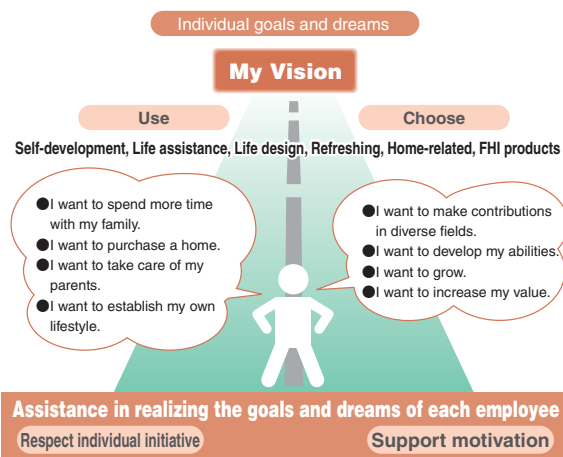 Individual goals and dreams
My Vision
Use
Choose
Self-development, Life assistance, Life design, Refreshing, Home-related, FHI products
●I want to spend more time
with my family.
●I want to purchase a home.
●I want to take care of my
parents.
●I want to establish my own
lifestyle.
●I want to make contributions
in diverse fields.
●I want to develop my abilities.
●I want to grow.
●I want to increase my value.
Assistance in realizing the goals and dreams of each employee
Respect individual initiative
Support motivation